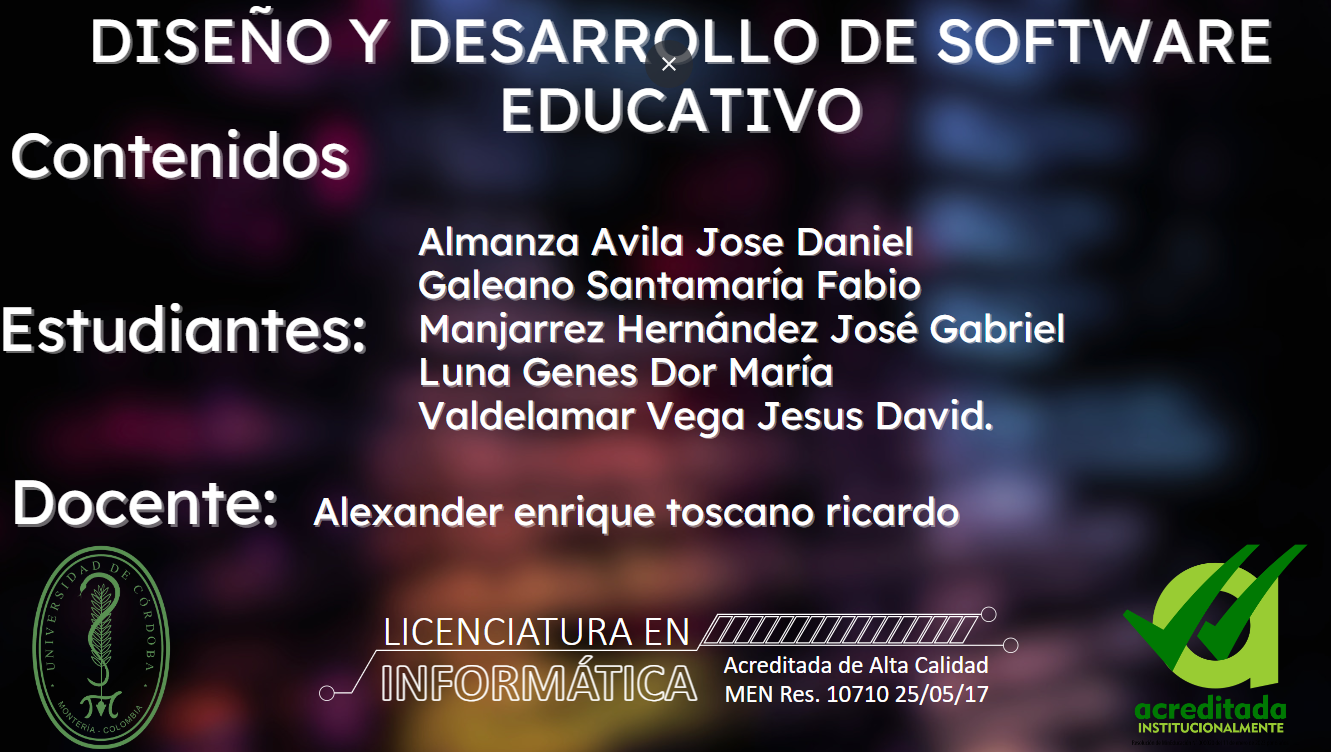 DISEÑO Y DESARROLLO DE SOFTWARE
EDUCATIVO
Contenidos
Almanza Avila Jose Daniel
Galeano Santamaría Fabio
Estudiantes:
Manjarrez Hernández José Gabriel
Luna Genes Dor María
Valdelamar Vega Jesus David.
Docente:
Alexander enrique toscano ricardo
UNIVERSIDAD DE CÓRDOBA
MONTERÍA - COLOMBIA
LICENCIATURA EN
INFORMÁTICA
Acreditada de Alta Calidad
MEN Res. 10710 25/05/17
acreditada
INSTITUCIONALMENTE